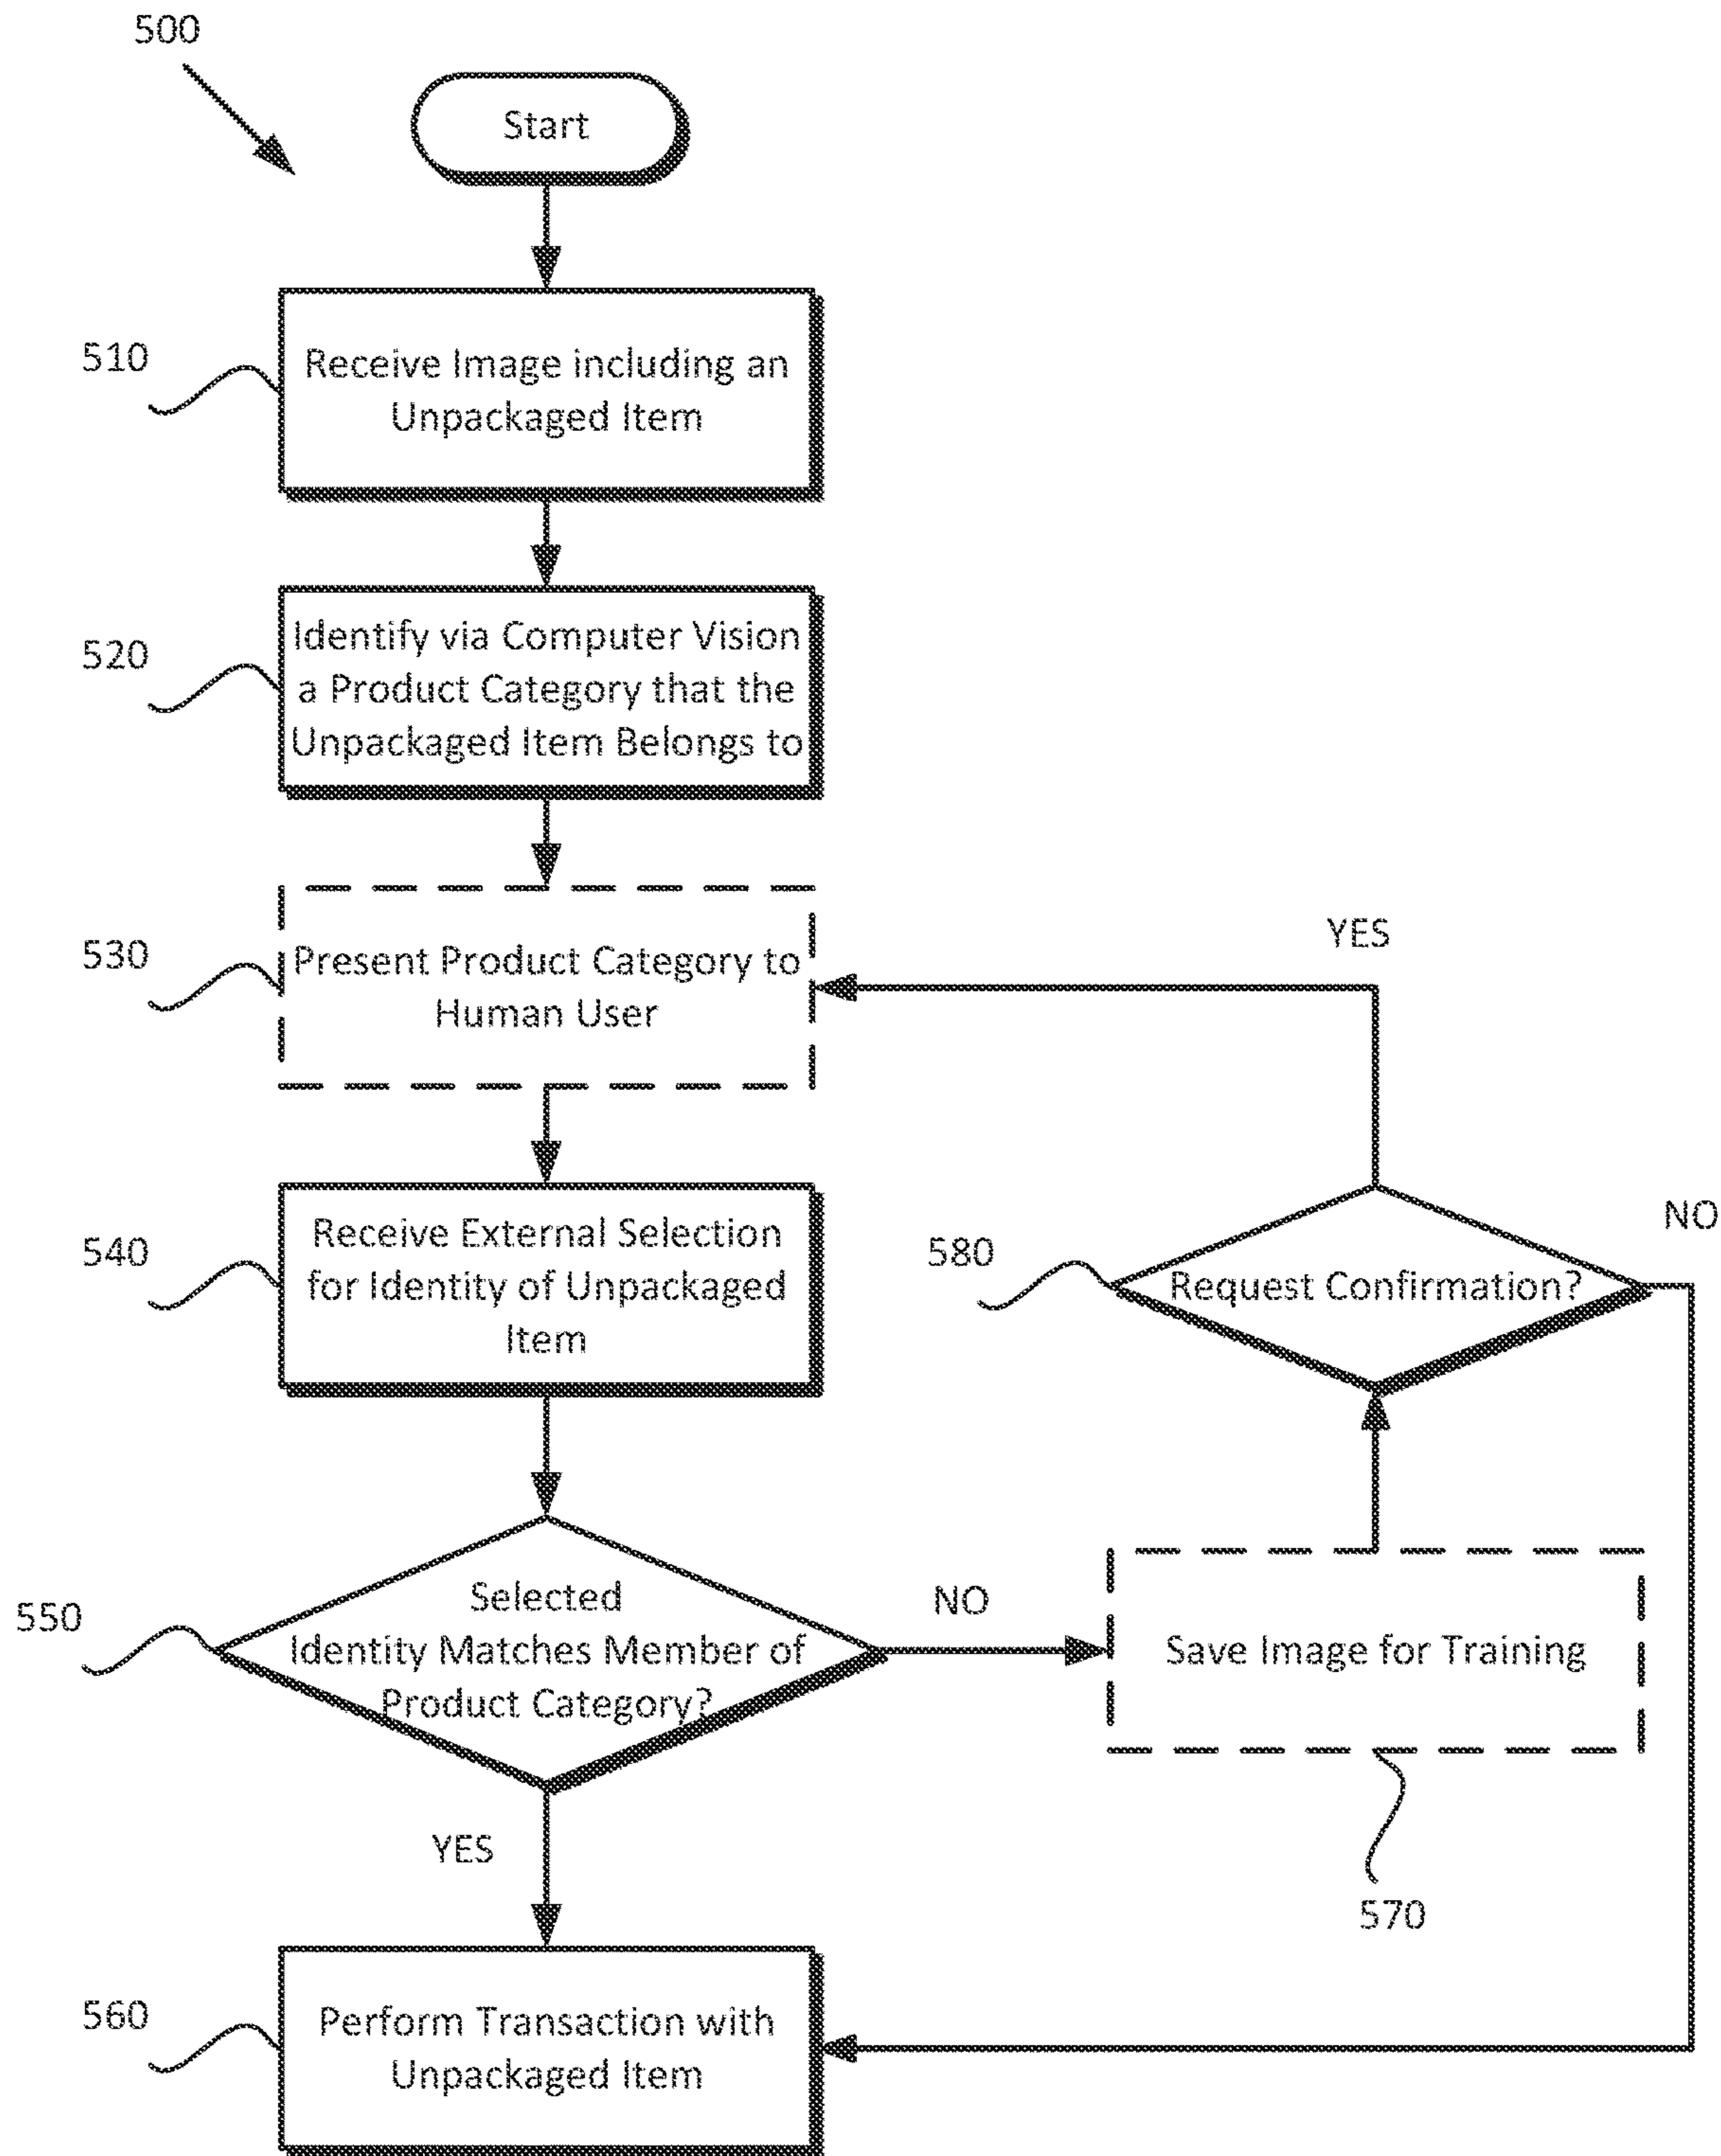 500
Start
510
Receive Image including an
Unpackaged Item
520
Identify via Computer Vision
a Product Category that the
Unpackaged Item Belongs to
530
Present Product Category to
Human User
YES
540
Receive External Selection
for Identity of Unpackaged
Item
580
Request Confirmation?
NO
550
Selected
Identity Matches Member of
Product Category?
NO
Save Image for Training
570
YES
560
Perform Transaction with
Unpackaged Item